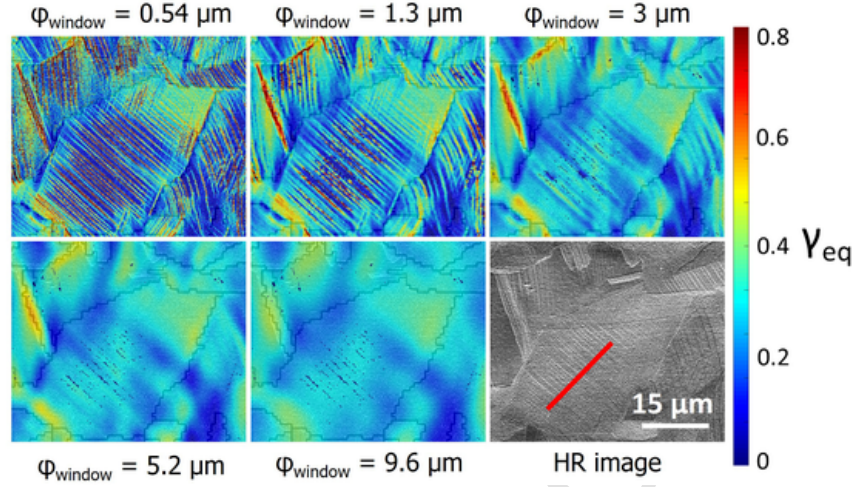 φwindow = 0.54 μm
φwindow = 1.3 μm
φwindow = 3 μm
0.8
0.6
0.4
0.2
0
γeq
15 μm
φwindow = 5.2 μm
φwindow = 9.6 μm
HR image